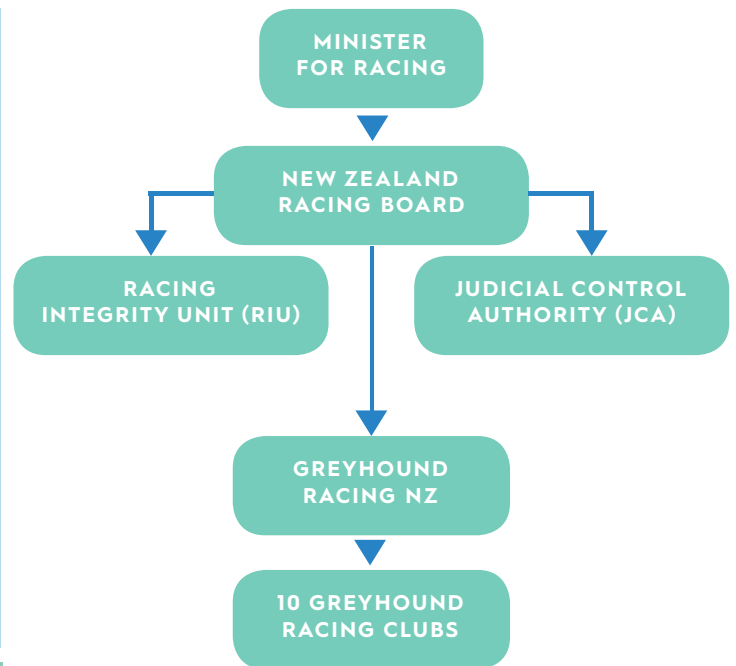 MINISTER
FOR RACING
NEW ZEALAND
RACING BOARD
RACING
INTEGRITY UNIT (RIU)
JUDICIAL CONTROL
AUTHORITY (JCA)
GREYHOUND
RACING NZ
10 GREYHOUND
RACING CLUBS